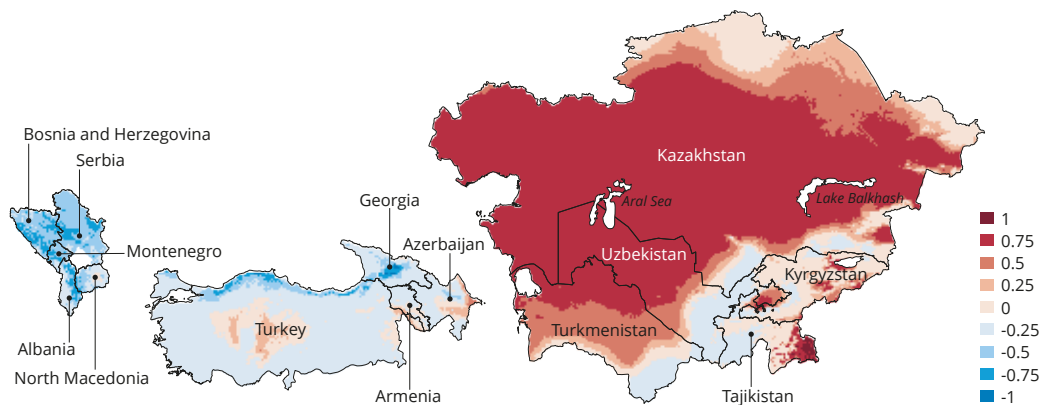 Bosnia and Herzegovina
Serbia
Montenegro
Albania
North Macedonia
Georgia
Azerbaijan
Turkey
Armenia
Kazakhstan
Aral Sea
Lake Balkhash
Uzbekistan
Kyrgyzstan
Turkmenistan
Tajikistan
1
0.75
0.5
0.25
0
-0.25
-0.5
-0.75
-1